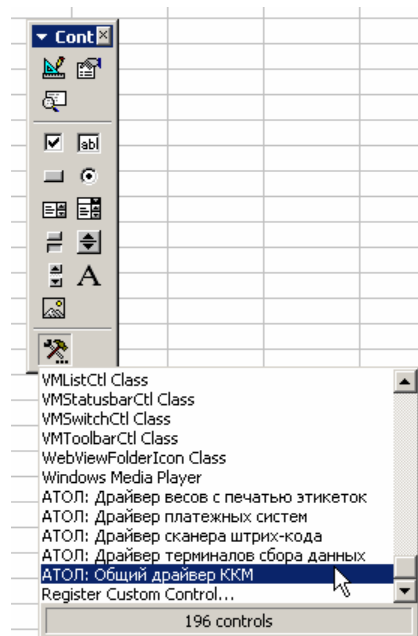 Cont
abl
A
VMListCtl Class
VMStatusbarCtl Class
VMSwitchCtl Class
VMToolbarCtl Class
WebViewFolderIcon Class
Windows Media Player
АТОЛ: Драйвер весов с печатью этикеток
АТОЛ: Драйвер платежных систем
АТОЛ: Драйвер сканера штрих-кода
АТОЛ: Драйвер терминалов сбора данных
АТОЛ: Общий драйвер ККМ
Register Custom Control...
196 controls